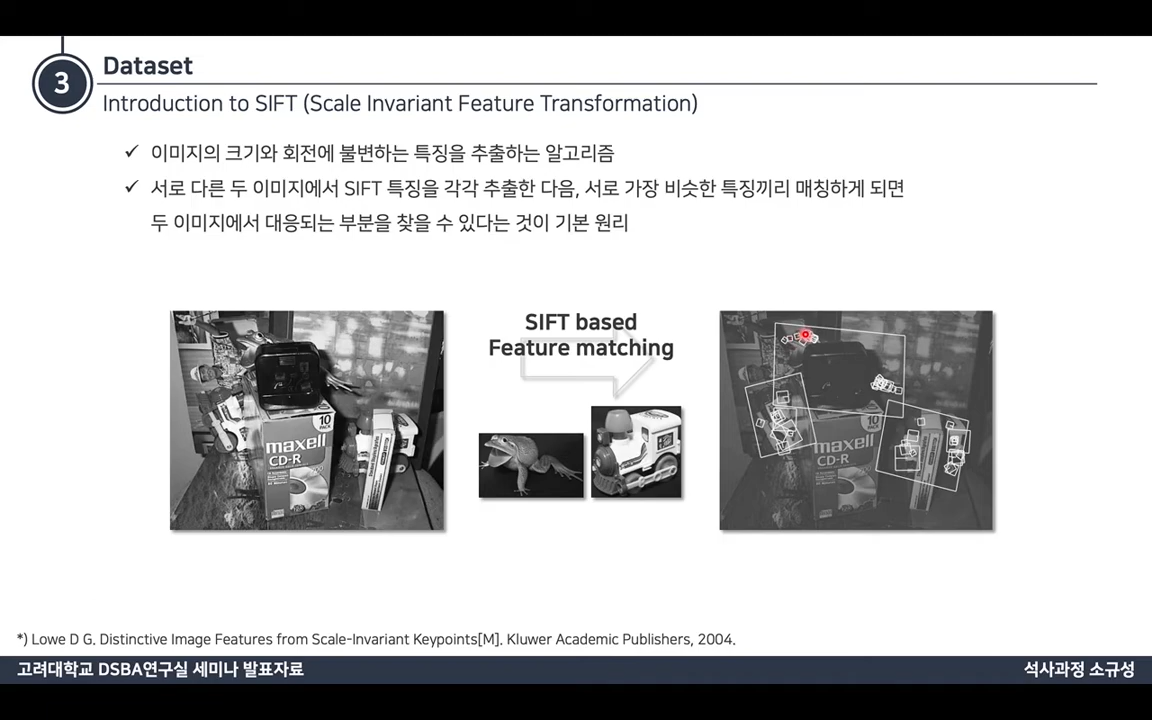 3
Dataset
Introduction to SIFT (Scale Invariant Feature Transformation)
✓ 이미지의 크기와 회전에 불변하는 특징을 추출하는 알고리즘
✓ 서로 다른 두 이미지에서 SIFT 특징을 각각 추출한 다음, 서로 가장 비슷한 특징끼리 매칭하게 되면
두 이미지에서 대응되는 부분을 찾을 수 있다는 것이 기본 원리
SIFT based
Feature matching
10
PACK
maxell
CD-R
10
maxell
CD-R
*) Lowe D G. Distinctive Image Features from Scale-Invariant Keypoints[M]. Kluwer Academic Publishers, 2004.
고려대학교 DSBA연구실 세미나 발표자료
석사과정 소규성